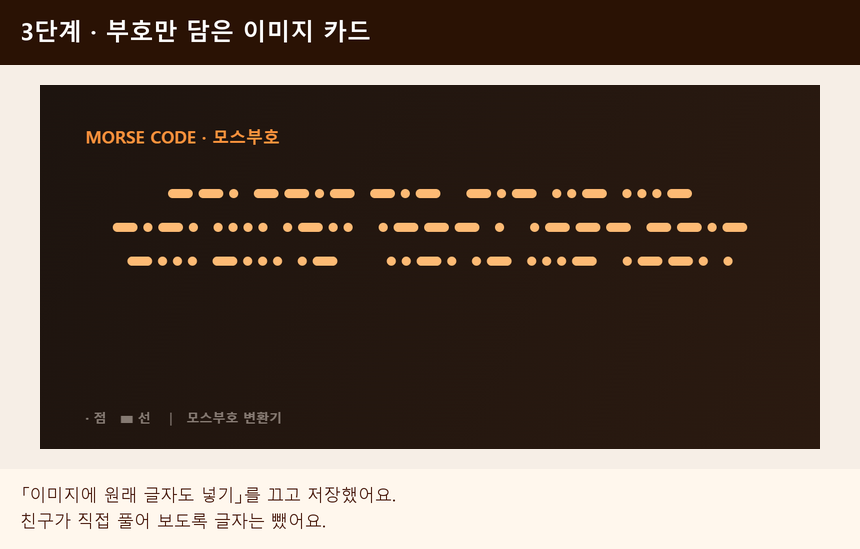 3단계 · 부호만 담은 이미지 카드
MORSE CODE · 모스부호
--. --.- -.- -.- ..- ...-
-.-. .... .-.. .--- . .--- --.-
-... -... .- ..-. .- ...- .--. .
· 점 ▬ 선 | 모스부호 변환기
「이미지에 원래 글자도 넣기」를 끄고 저장했어요.
친구가 직접 풀어 보도록 글자는 뺐어요.